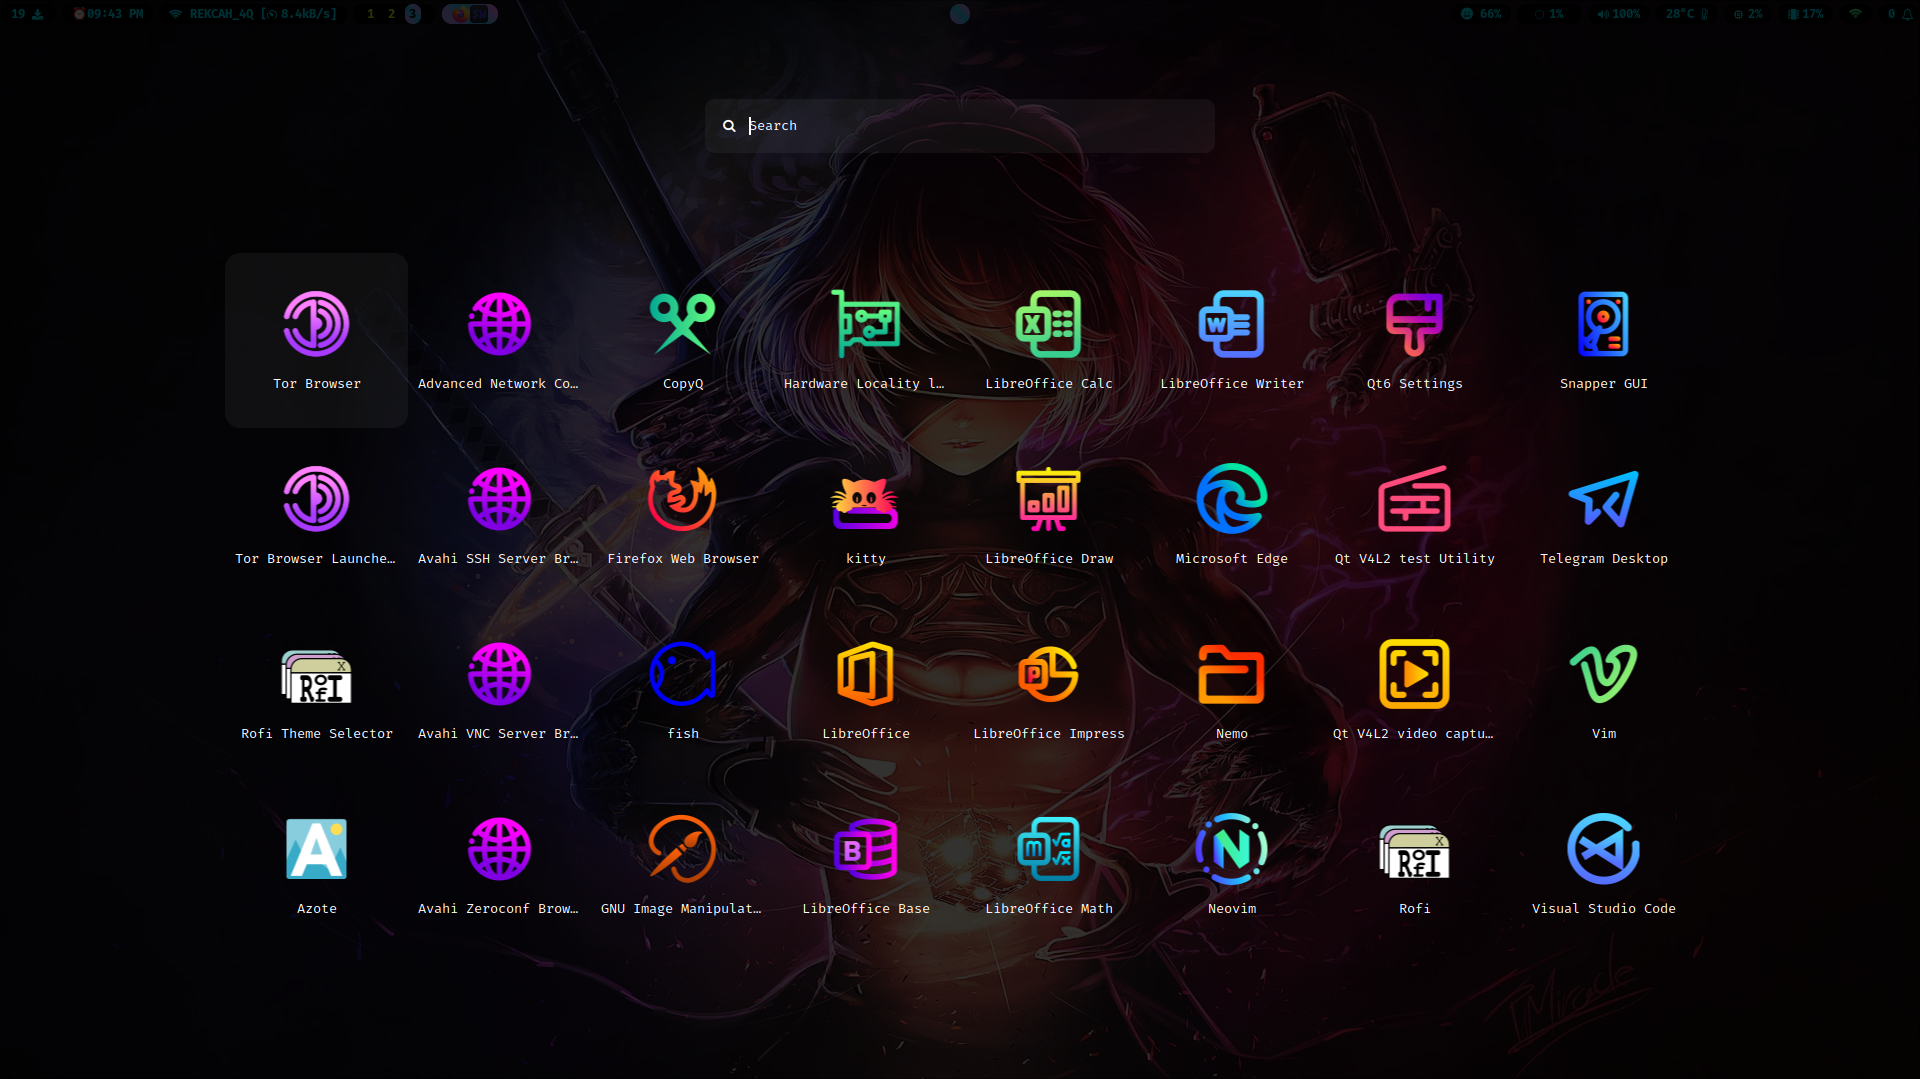 19
09:43 PM
REKCAH_4Q [ 8.4kB/s]
1 2 3
66%
1%
100%
28°C
2%
17%
0
Search
Tor Browser
Advanced Network Co…
CopyQ
Hardware Locality l…
LibreOffice Calc
LibreOffice Writer
Qt6 Settings
Snapper GUI
Tor Browser Launche…
Avahi SSH Server Br…
Firefox Web Browser
kitty
LibreOffice Draw
Microsoft Edge
Qt V4L2 test Utility
Telegram Desktop
Rofi Theme Selector
Avahi VNC Server Br…
fish
LibreOffice
LibreOffice Impress
Nemo
Qt V4L2 video captu…
Vim
Azote
Avahi Zeroconf Brow…
GNU Image Manipulat…
LibreOffice Base
LibreOffice Math
Neovim
Rofi
Visual Studio Code